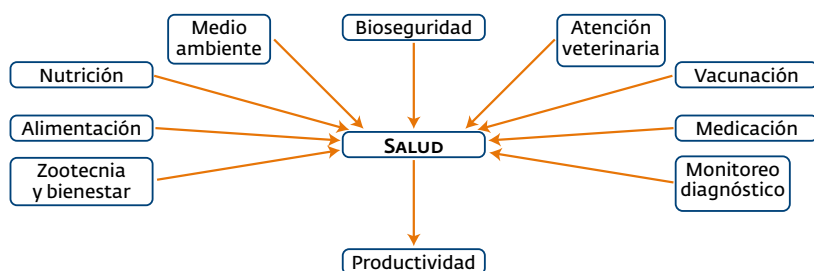 Medio
ambiente
Bioseguridad
Atención
veterinaria
Nutrición
Vacunación
Alimentación
SALUD
Medicación
Zootecnia
y bienestar
Monitoreo
diagnóstico
Productividad